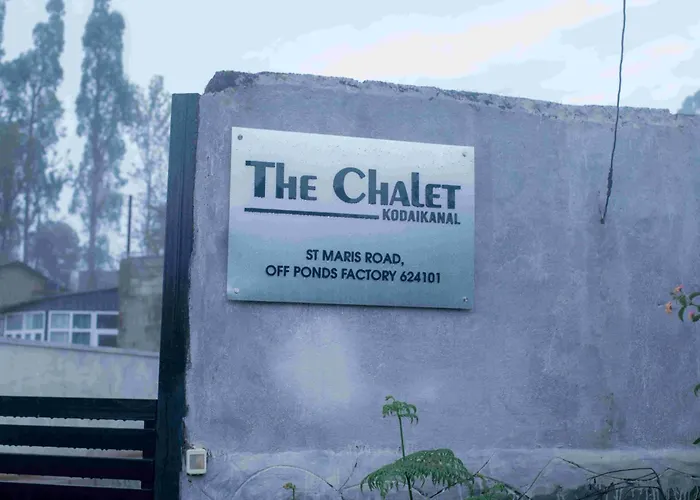 THE CHALET
KODAIKANAL
ST MARIS ROAD,
OFF PONDS FACTORY 624101